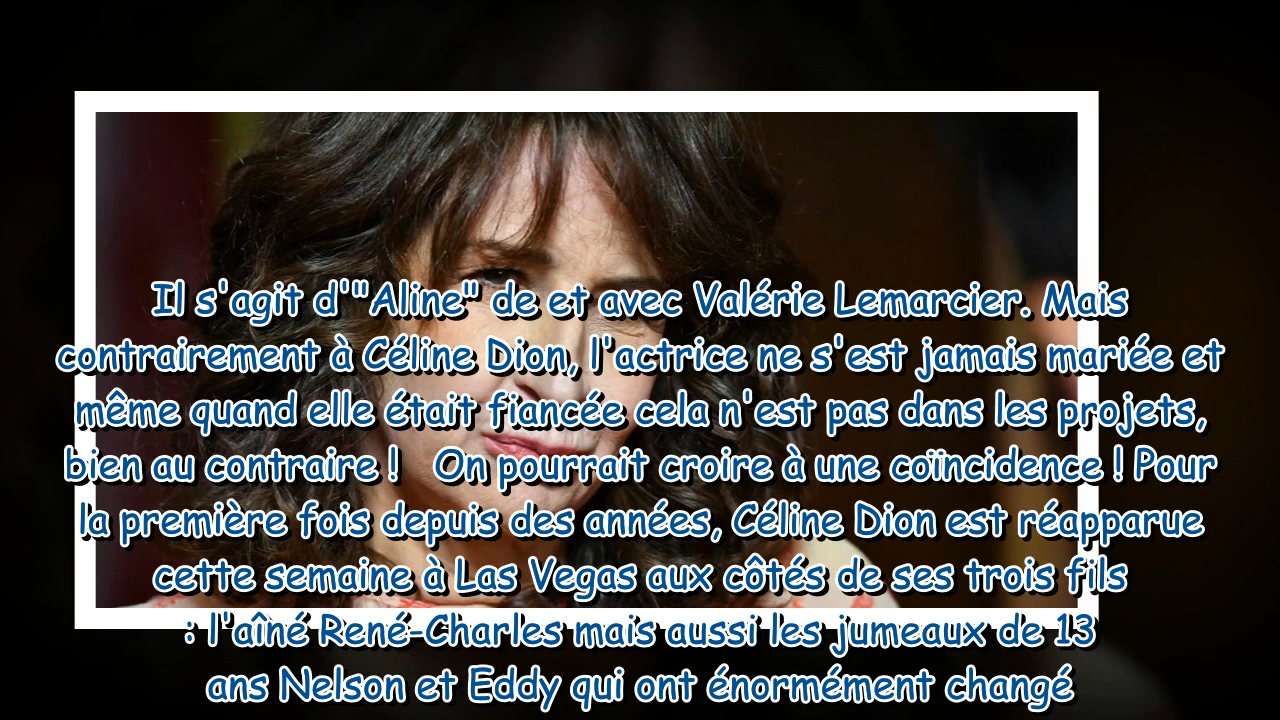 Il s'agit d'"Aline" de et avec Valérie Lemarcier. Mais
contrairement à Céline Dion, l'actrice ne s'est jamais mariée et
même quand elle était fiancée cela n'est pas dans les projets,
bien au contraire ! On pourrait croire à une coïncidence ! Pour
la première fois depuis des années, Céline Dion est réapparue
cette semaine à Las Vegas aux côtés de ses trois fils
: l'aîné René-Charles mais aussi les jumeaux de 13
ans Nelson et Eddy qui ont énormément changé